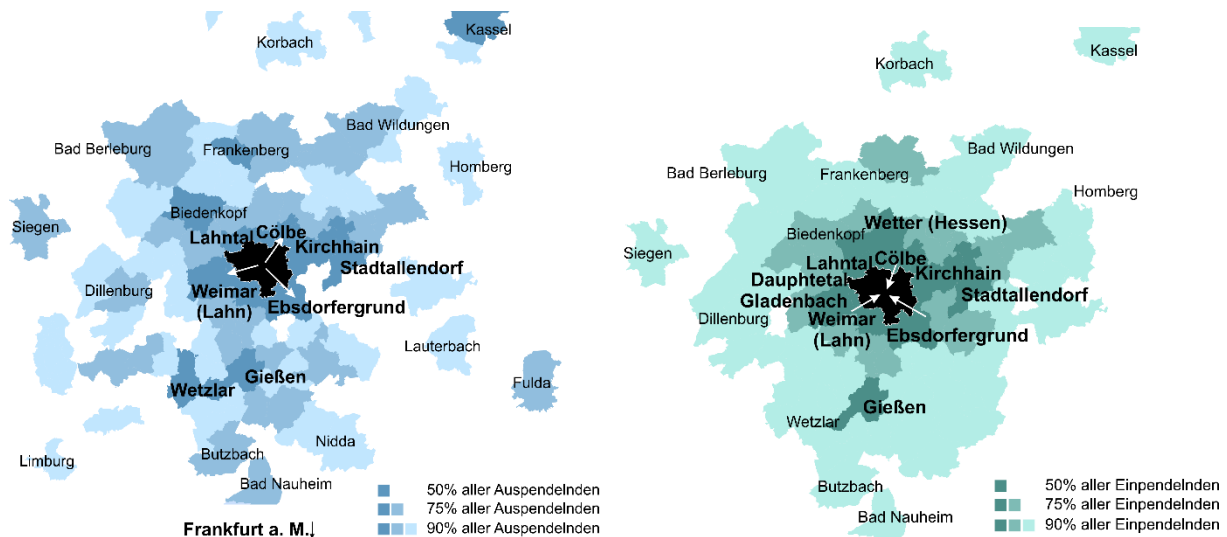 Kassel
Korbach
Bad Wildungen
Bad Berleburg
Frankenberg
Homberg
Biedenkopf
Siegen
Lahntal
Cölbe
Kirchhain
Stadtallendorf
Dillenburg
Weimar
(Lahn)
Ebsdorfergrund
Lauterbach
Gießen
Wetzlar
Fulda
Nidda
Butzbach
Limburg
Bad Nauheim
50% aller Auspendelnden
75% aller Auspendelnden
90% aller Auspendelnden
Frankfurt a. M.↓
Kassel
Korbach
Bad Wildungen
Bad Berleburg
Frankenberg
Homberg
Wetter (Hessen)
Biedenkopf
Siegen
Lahntal
Cölbe
Dauphtetal
Kirchhain
Gladenbach
Stadtallendorf
Dillenburg
Weimar
(Lahn)
Ebsdorfergrund
Gießen
Wetzlar
Butzbach
Bad Nauheim
50% aller Einpendelnden
75% aller Einpendelnden
90% aller Einpendelnden